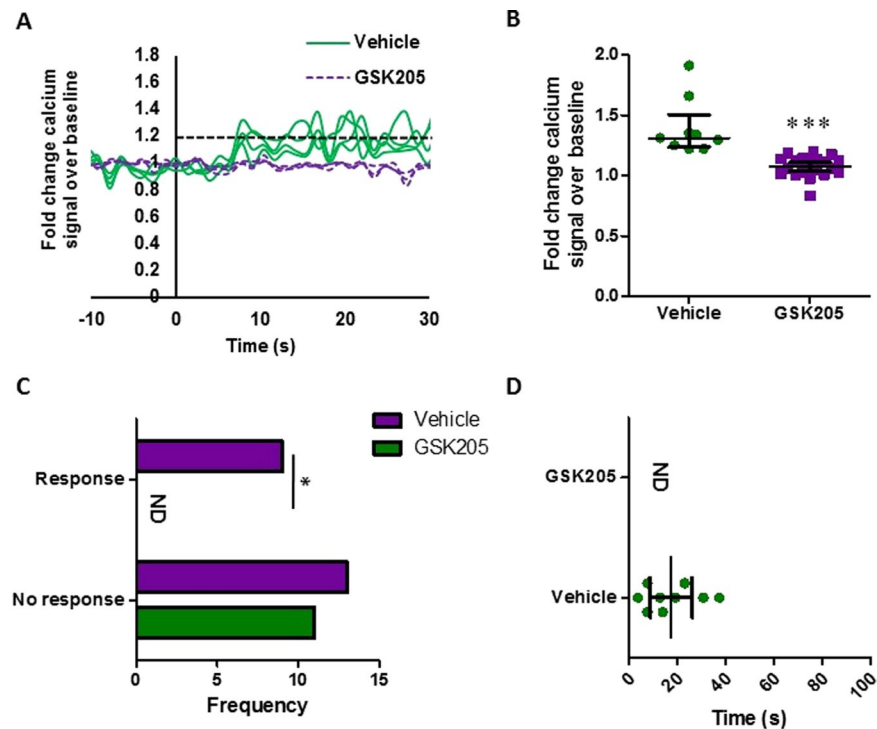 A
Fold change calcium
signal over baseline
1.8
1.6
1.4
1.2
1
0.8
0.6
0.4
0.2
0
-10
0
10
20
30
Time (s)
Vehicle
GSK205
B
Fold change calcium
signal over baseline
2.0
1.5
1.0
0.5
0.0
***
Vehicle
GSK205
C
Vehicle
GSK205
Response
ND
*
No response
0
5
10
15
Frequency
D
GSK205
ND
Vehicle
0
20
40
60
80
100
Time (s)